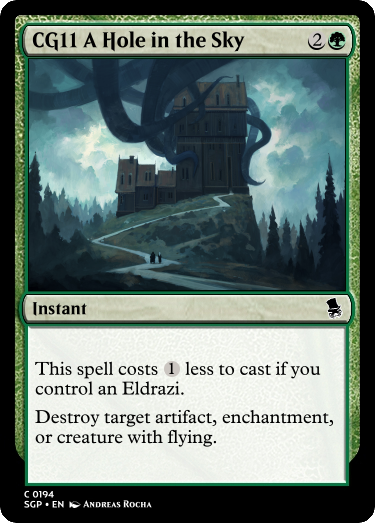 CG11 A Hole in the Sky 2
Instant
This spell costs 1 less to cast if you
control an Eldrazi.
Destroy target artifact, enchantment,
or creature with flying.
C 0194
SGP • EN Andreas Rocha